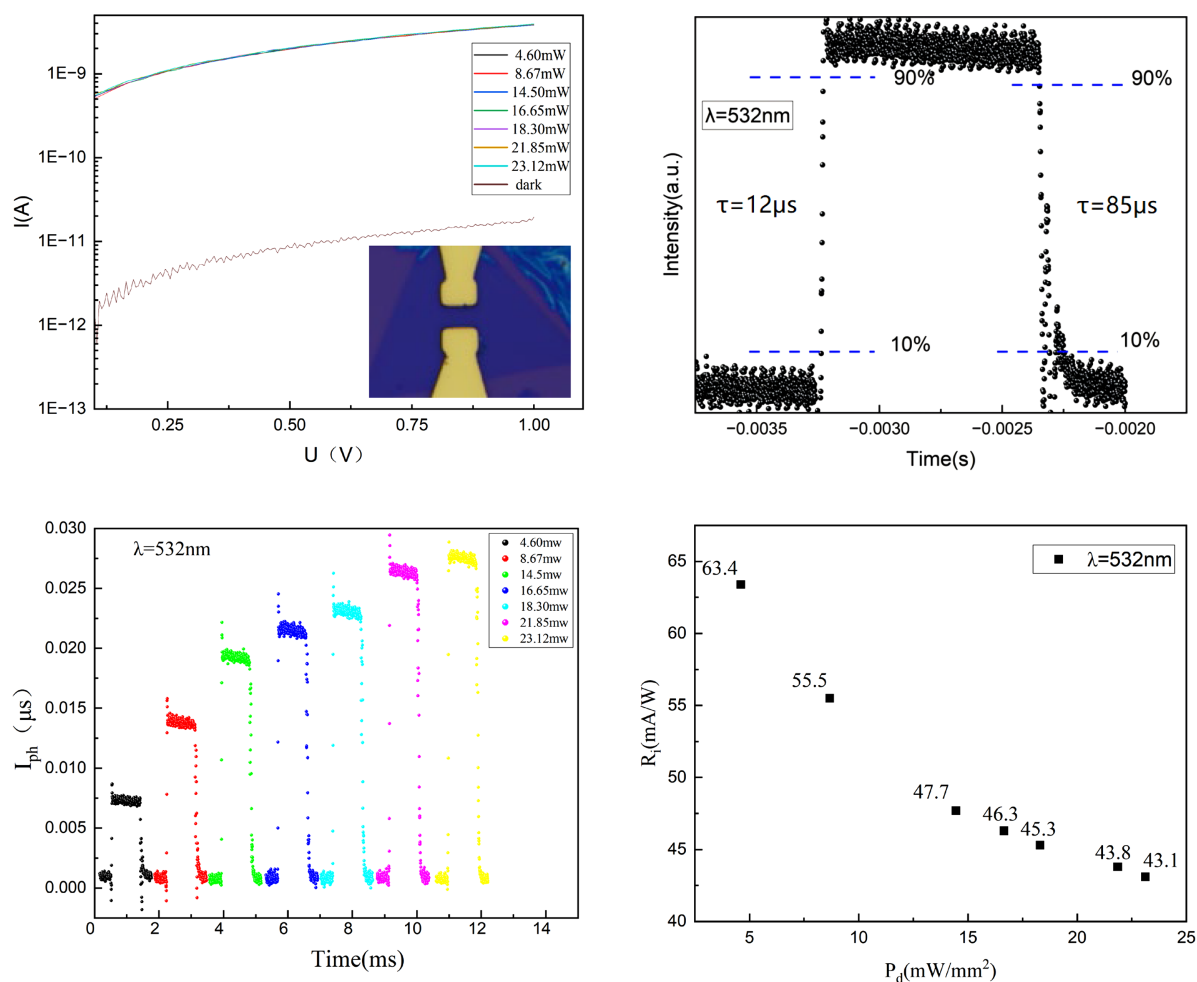 1E−9
1E−10
1E−11
1E−12
1E−13
I(A)
0.25 0.50 0.75 1.00
U（V）
4.60mW
8.67mW
14.50mW
16.65mW
18.30mW
21.85mW
23.12mW
dark
90% 90%
λ=532nm
τ=12μs τ=85μs
10% 10%
Intensity(a.u.)
−0.0035 −0.0030 −0.0025 −0.0020
Time(s)
0.030
0.025
0.020
0.015
0.010
0.005
0.000
I_ph（μs）
λ=532nm
4.60mw
8.67mw
14.5mw
16.65mw
18.30mw
21.85mw
23.12mw
0 2 4 6 8 10 12 14
Time(ms)
65
60
55
50
45
40
R_i(mA/W)
λ=532nm
63.4
55.5
47.7
46.3
45.3
43.8
43.1
5 10 15 20 25
P_d(mW/mm²)